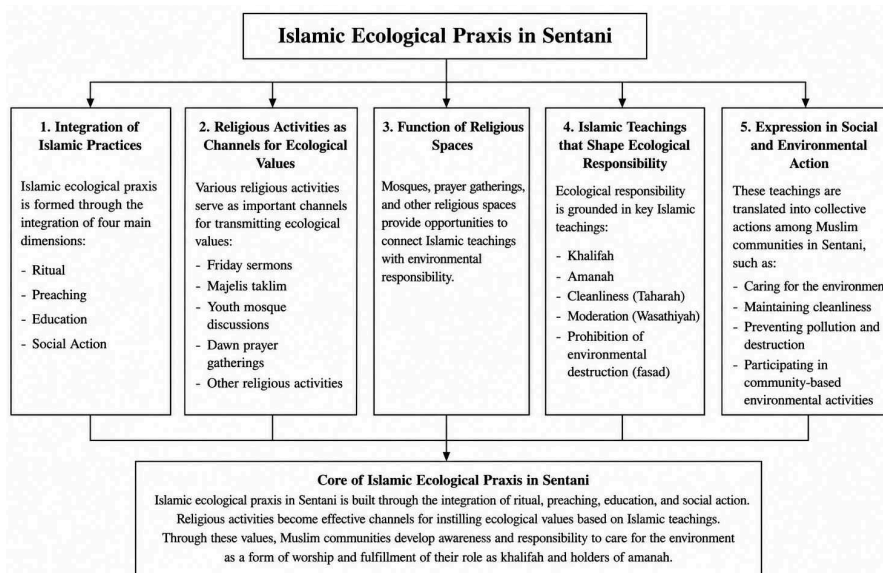 Islamic Ecological Praxis in Sentani
1. Integration of
Islamic Practices
Islamic ecological praxis
is formed through the
integration of four main
dimensions:
- Ritual
- Preaching
- Education
- Social Action
2. Religious Activities as
Channels for Ecological
Values
Various religious activities
serve as important channels
for transmitting ecological
values:
- Friday sermons
- Majelis taklim
- Youth mosque
discussions
- Dawn prayer
gatherings
- Other religious activities
3. Function of Religious
Spaces
Mosques, prayer gatherings,
and other religious spaces
provide opportunities to
connect Islamic teachings
with environmental
responsibility.
4. Islamic Teachings
that Shape Ecological
Responsibility
Ecological responsibility
is grounded in key Islamic
teachings:
- Khalifah
- Amanah
- Cleanliness (Taharah)
- Moderation (Wasathiyah)
- Prohibition of
environmental
destruction (fasad)
5. Expression in Social
and Environmental
Action
These teachings are
translated into collective
actions among Muslim
communities in Sentani,
such as:
- Caring for the environmen
- Maintaining cleanliness
- Preventing pollution and
destruction
- Participating in
community-based
environmental activities
Core of Islamic Ecological Praxis in Sentani
Islamic ecological praxis in Sentani is built through the integration of ritual, preaching, education, and social action.
Religious activities become effective channels for instilling ecological values based on Islamic teachings.
Through these values, Muslim communities develop awareness and responsibility to care for the environment
as a form of worship and fulfillment of their role as khalifah and holders of amanah.